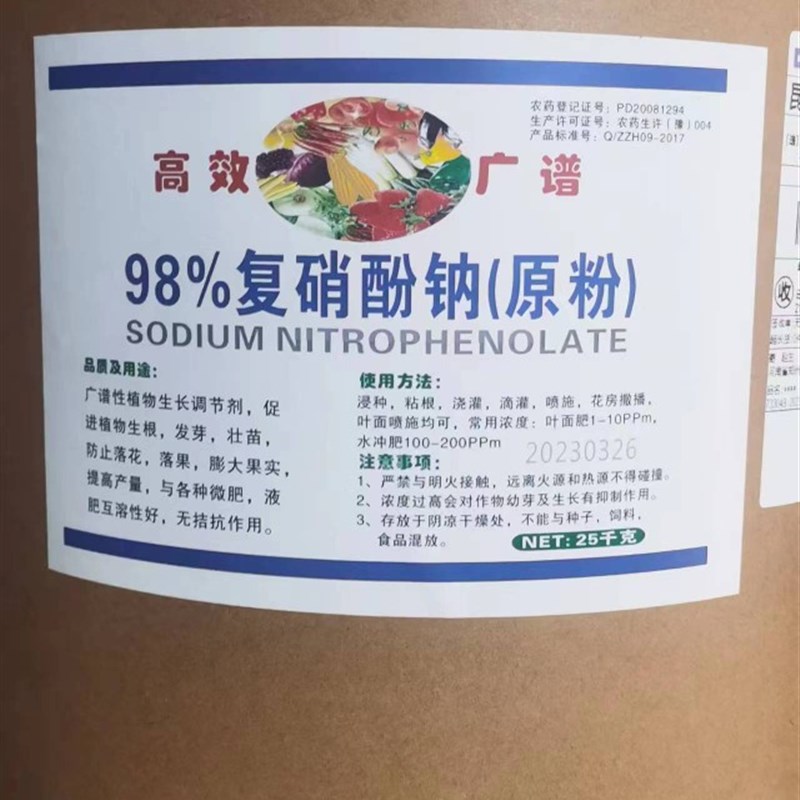 农药登记证号：PD20081294
生产许可证号：农药生许（豫）004
产品标准号：Q/ZZH09-2017
高效 广谱
98%复硝酚钠(原粉)
SODIUM NITROPHENOLATE
品质及用途：
广谱性植物生长调节剂，促
进植物生根，发芽，壮苗，
防止落花，落果，膨大果实，
提高产量，与各种微肥，液
肥互溶性好，无拮抗作用。
使用方法：
浸种，粘根，浇灌，滴灌，喷施，花房撒播，
叶面喷施均可，常用浓度：叶面肥1-10PPm，
水冲肥100-200PPm
20230326
注意事项：
1、严禁与明火接触，远离火源和热源不得碰撞。
2、浓度过高会对作物幼芽及生长有抑制作用。
3、存放于阴凉干燥处，不能与种子，饲料，
食品混放。
NET: 25千克
收